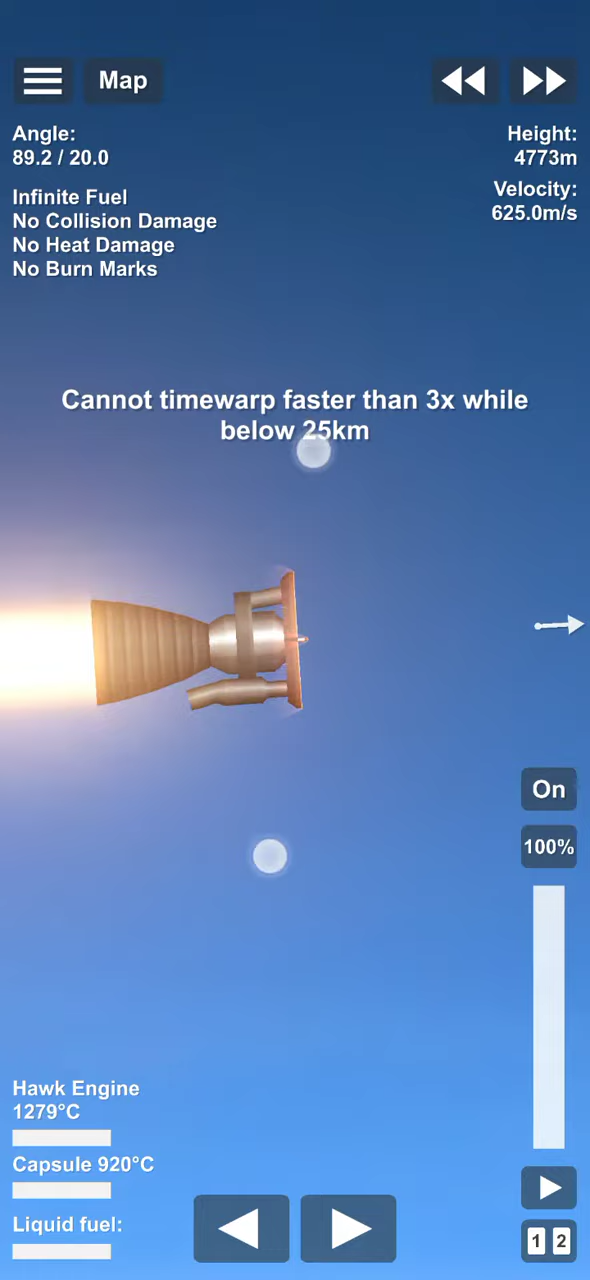 Map
Angle:
89.2 / 20.0
Height:
4773m
Velocity:
625.0m/s
Infinite Fuel
No Collision Damage
No Heat Damage
No Burn Marks
Cannot timewarp faster than 3x while
below 25km
On
100%
Hawk Engine
1279°C
Capsule 920°C
Liquid fuel:
1 2